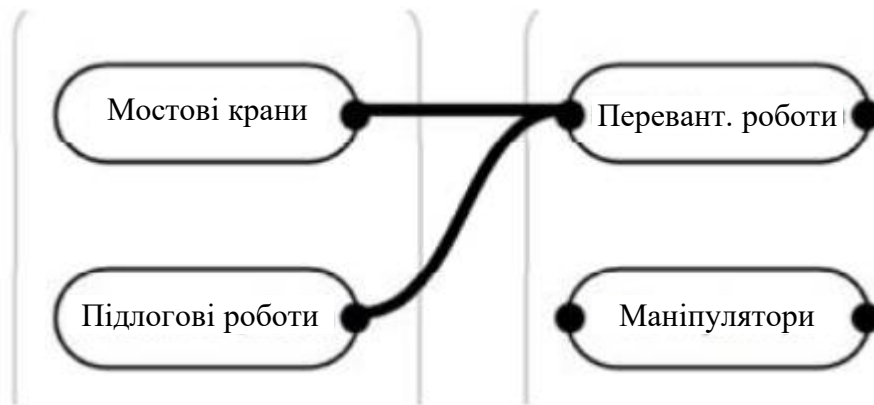 Мостові крани
Перевант. роботи
Підлогові роботи
Маніпулятори